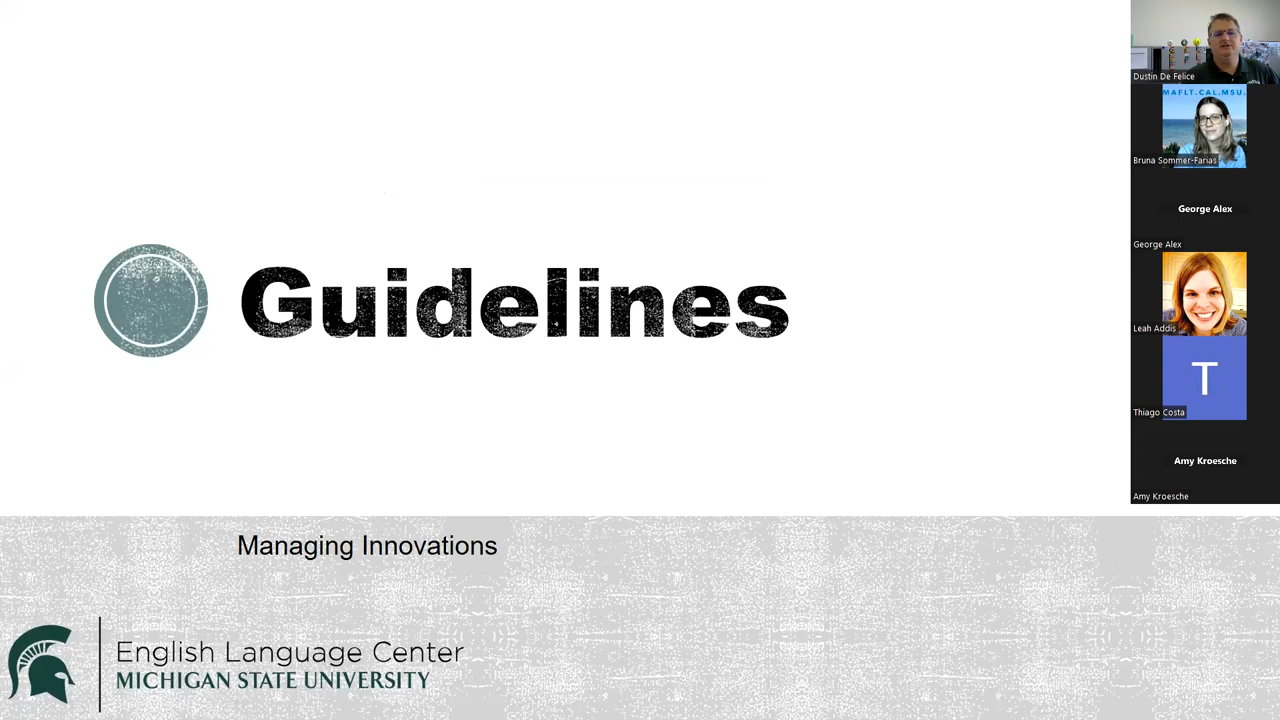 Guidelines
Managing Innovations
English Language Center
MICHIGAN STATE UNIVERSITY
Dustin De Felice
MAFLT.CAL.MSU.
Bruna Sommer-Farias
George Alex
George Alex
Leah Addis
T
Thiago Costa
Amy Kroesche
Amy Kroesche